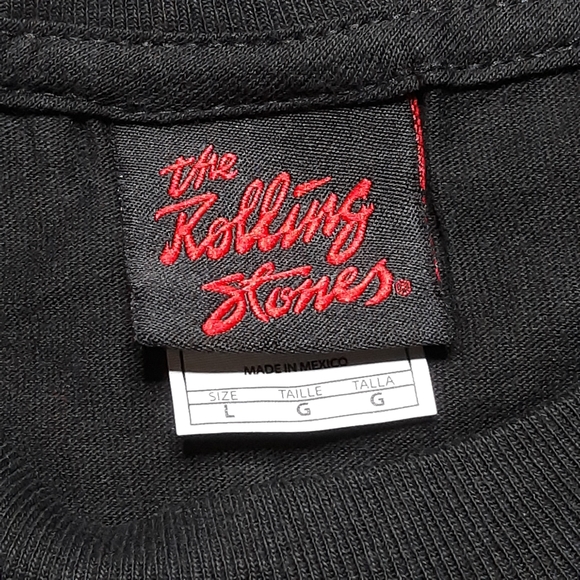 the
Rolling
Stones®
MADE IN MEXICO
SIZE TAILLE TALLA
L G G